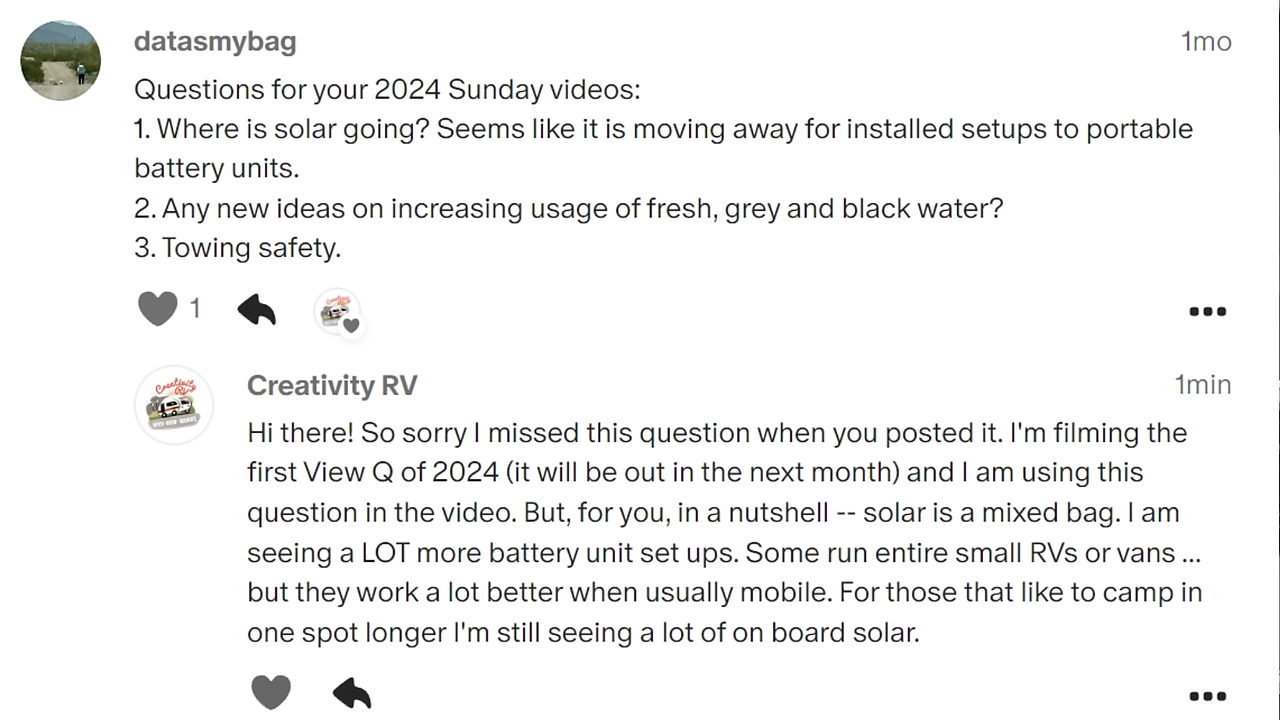 datasmybag
1mo
Questions for your 2024 Sunday videos:
1. Where is solar going? Seems like it is moving away for installed setups to portable
battery units.
2. Any new ideas on increasing usage of fresh, grey and black water?
3. Towing safety.
1
Creativity RV
1min
Hi there! So sorry I missed this question when you posted it. I'm filming the
first View Q of 2024 (it will be out in the next month) and I am using this
question in the video. But, for you, in a nutshell -- solar is a mixed bag. I am
seeing a LOT more battery unit set ups. Some run entire small RVs or vans ...
but they work a lot better when usually mobile. For those that like to camp in
one spot longer I'm still seeing a lot of on board solar.